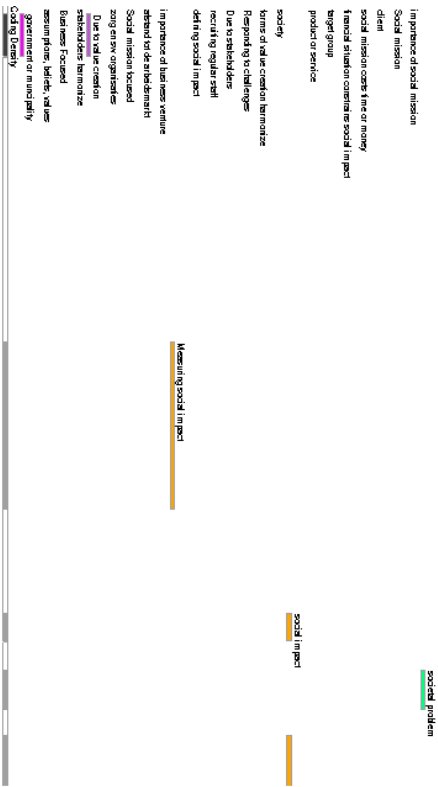 societal problem
importance of social mission
Social mission
client
social mission costs time or money
financial situation constrains social impact
target group
product or service
social impact
society
forms of value creation harmonize
Responding to challenges
Due to stakeholders
recruiting regular staff
defining social impact
Measuring social impact
importance of business venture
afstand tot de arbeidsmarkt
Social mission focused
zorg en sw organisaties
Due to value creation
stakeholders harmonize
Business Focused
assumptions, beliefs, values
government or municipality
Coding Density